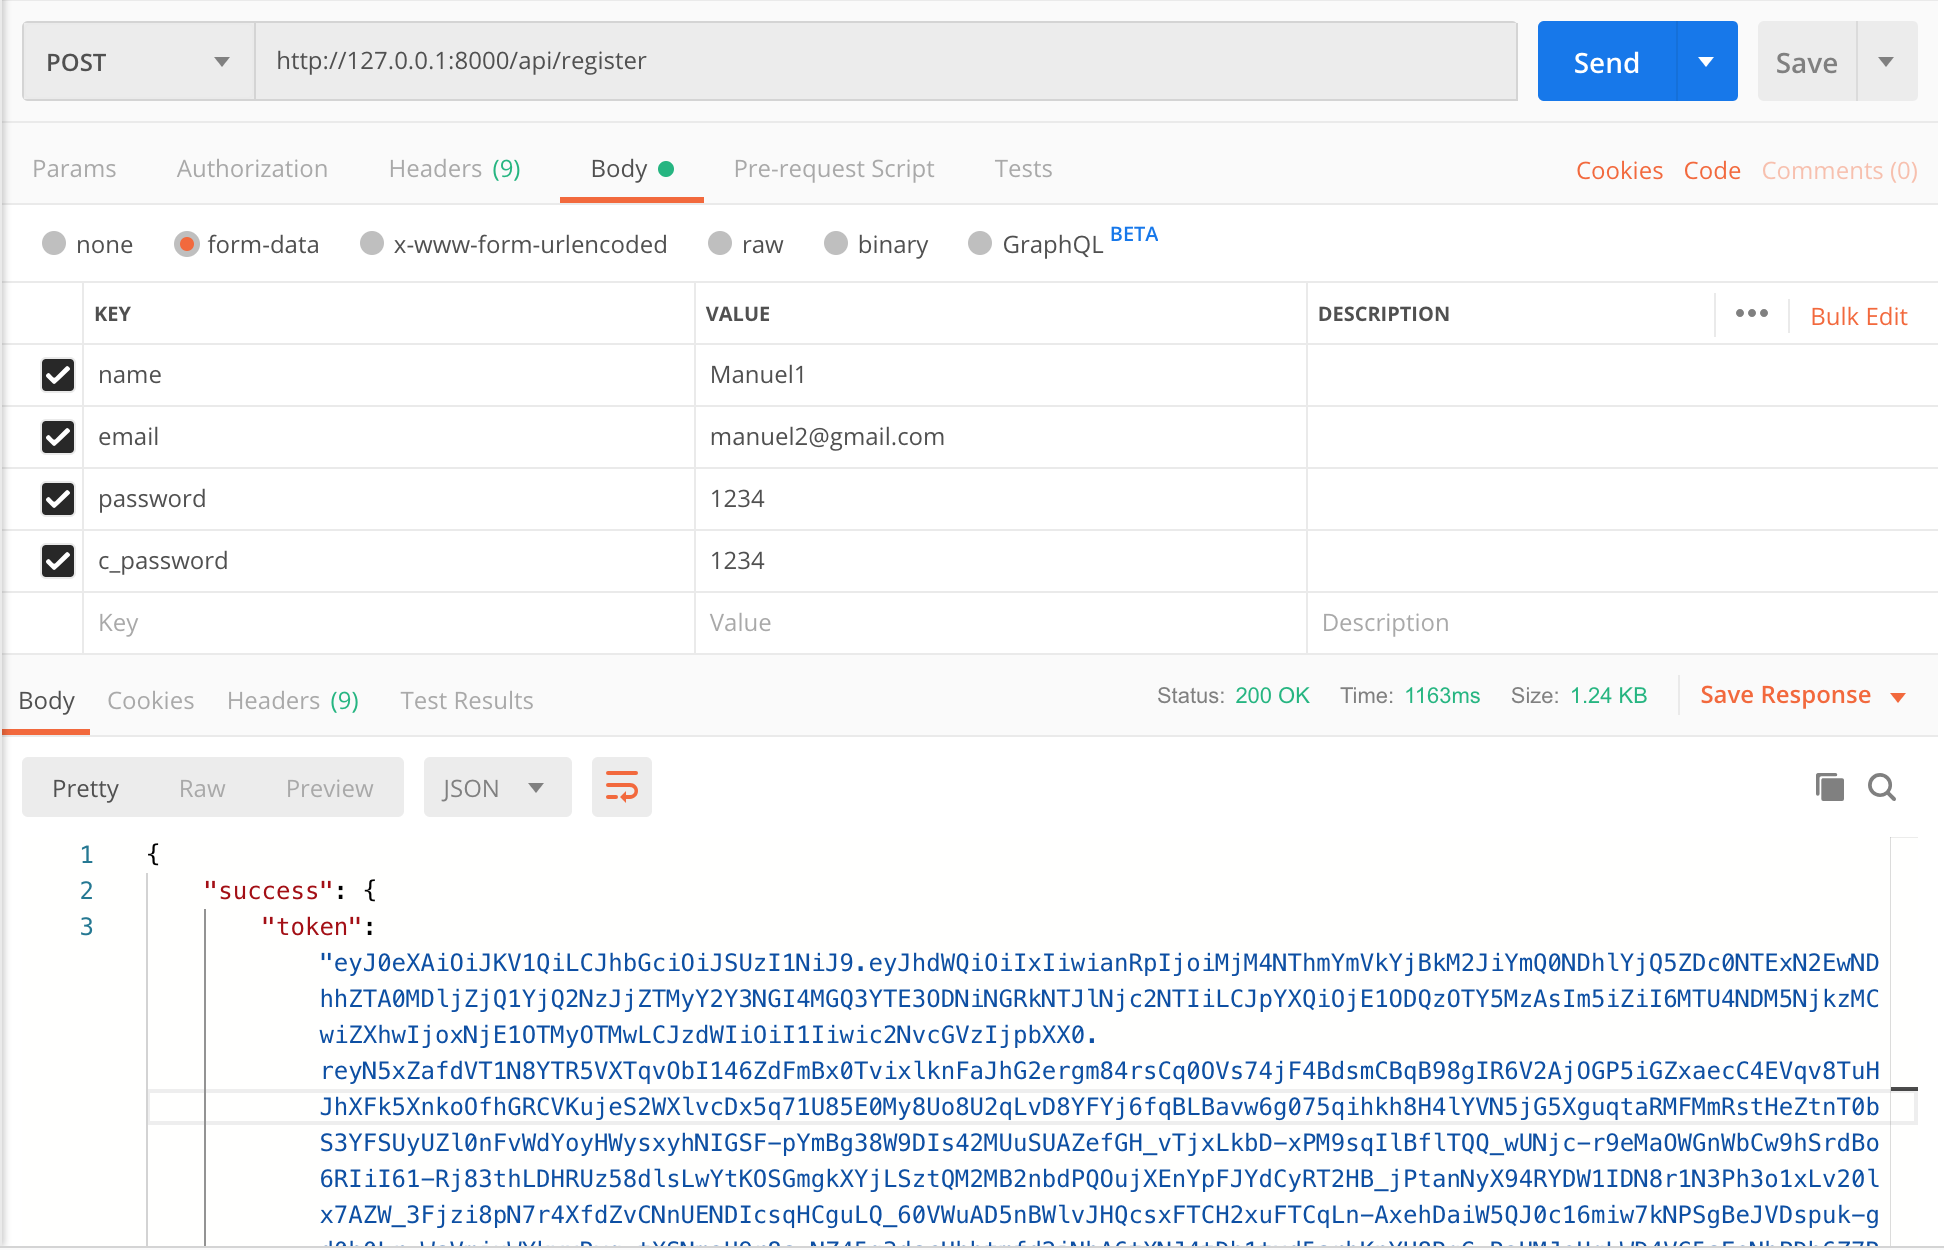 POST http://127.0.0.1:8000/api/register Send Save
Params Authorization Headers (9) Body Pre-request Script Tests Cookies Code Comments (0)
none form-data x-www-form-urlencoded raw binary GraphQL BETA
KEY VALUE DESCRIPTION ••• Bulk Edit
name Manuel1
email manuel2@gmail.com
password 1234
c_password 1234
Key Value Description
Body Cookies Headers (9) Test Results Status: 200 OK Time: 1163ms Size: 1.24 KB Save Response
Pretty Raw Preview JSON
1 {
2 "success": {
3 "token":
"eyJ0eXAiOiJKV1QiLCJhbGciOiJSUzI1NiJ9.eyJhdWQiOiIxIiwianRpIjoiMjM4NThmYmVkYjBkM2JiYmQ0NDhlYjQ5ZDc0NTExN2EwND
hhZTA0MDljZjQ1YjQ2NzJjZTMyY2Y3NGI4MGQ3YTE3ODNiNGRkNTJlNjc2NTIiLCJpYXQiOjE1ODQzOTY5MzAsIm5iZiI6MTU4NDM5NjkzMC
wiZXhwIjoxNjE1OTMyOTMwLCJzdWIiOiI1Iiwic2NvcGVzIjpbXX0.
reyN5xZafdVT1N8YTR5VXTqvObI146ZdFmBx0TvixlknFaJhG2ergm84rsCq0OVs74jF4BdsmCBqB98gIR6V2AjOGP5iGZxaecC4EVqv8TuH
JhXFk5XnkoOfhGRCVKujeS2WXlvcDx5q71U85E0My8Uo8U2qLvD8YFYj6fqBLBavw6g075qihkh8H4lYVN5jG5XguqtaRMFMmRstHeZtnT0b
S3YFSUyUZl0nFvWdYoyHWysxyhNIGSF-pYmBg38W9DIs42MUuSUAZefGH_vTjxLkbD-xPM9sqIlBflTQQ_wUNjc-r9eMaOWGnWbCw9hSrdBo
6RIiI61-Rj83thLDHRUz58dlsLwYtKOSGmgkXYjLSztQM2MB2nbdPQOujXEnYpFJYdCyRT2HB_jPtanNyX94RYDW1IDN8r1N3Ph3o1xLv20l
x7AZW_3Fjzi8pN7r4XfdZvCNnUENDIcsqHCguLQ_60VWuAD5nBWlvJHQcsxFTCH2xuFTCqLn-AxehDaiW5QJ0c16miw7kNPSgBeJVDspuk-g